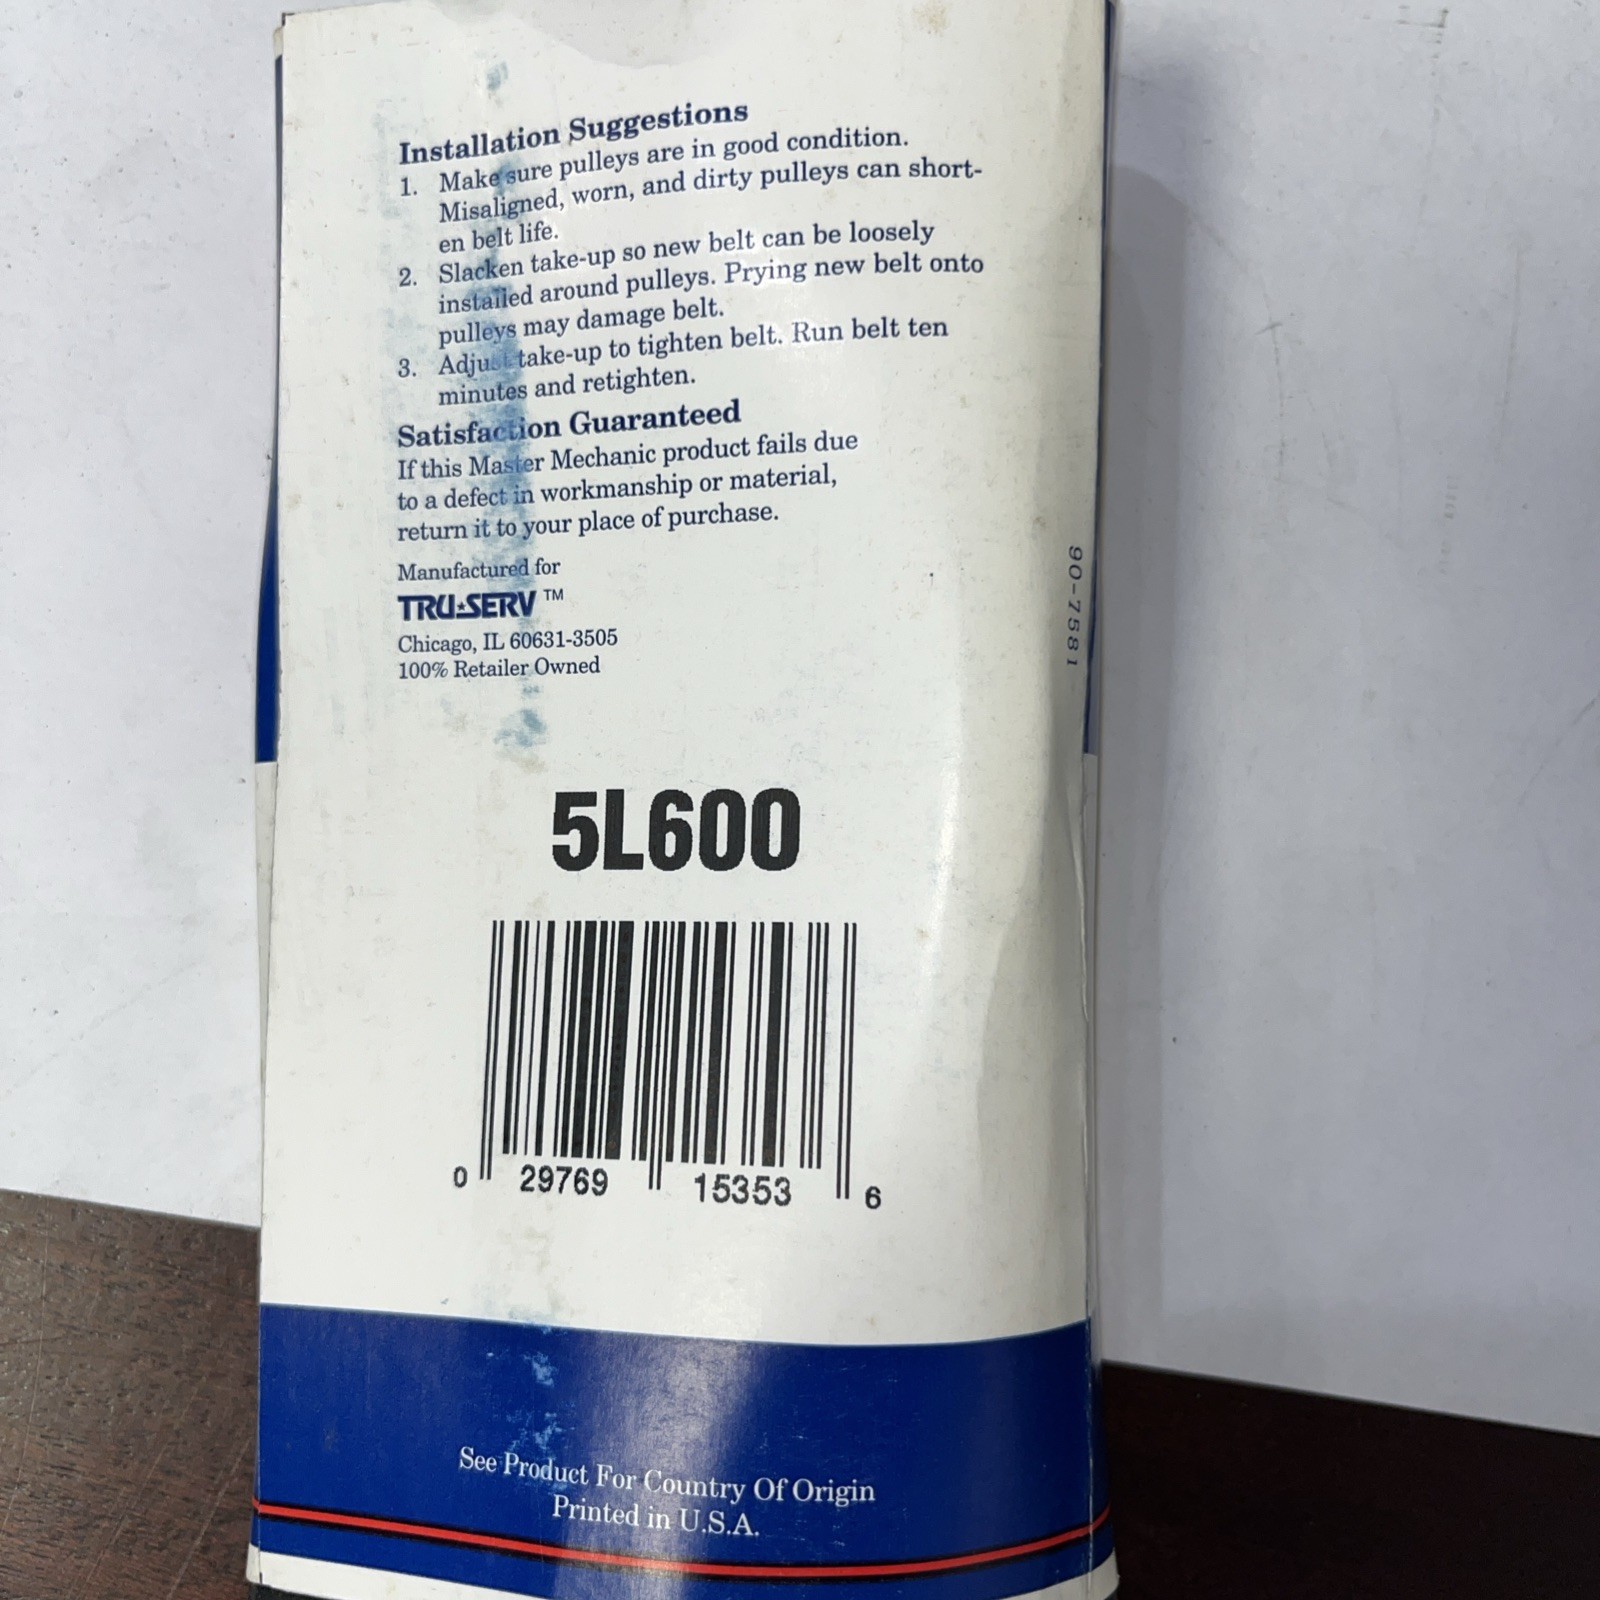 Installation Suggestions
1. Make sure pulleys are in good condition.
Misaligned, worn, and dirty pulleys can short-
en belt life.
2. Slacken take-up so new belt can be loosely
installed around pulleys. Prying new belt onto
pulleys may damage belt.
3. Adjust take-up to tighten belt. Run belt ten
minutes and retighten.
Satisfaction Guaranteed
If this Master Mechanic product fails due
to a defect in workmanship or material,
return it to your place of purchase.
Manufactured for
TRU★SERV™
Chicago, IL 60631-3505
100% Retailer Owned
90-7581
5L600
0 29769 15353 6
See Product For Country Of Origin
Printed in U.S.A.